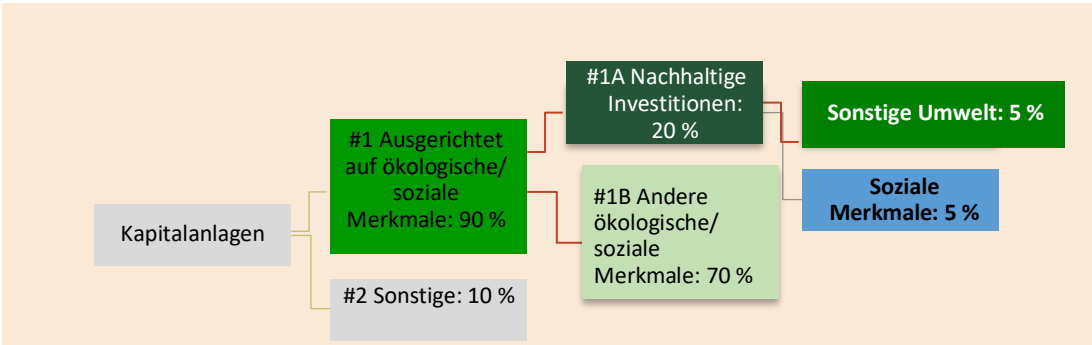 Kapitalanlagen
#1 Ausgerichtet
auf ökologische/
soziale
Merkmale: 90 %
#2 Sonstige: 10 %
#1A Nachhaltige
Investitionen:
20 %
#1B Andere
ökologische/
soziale
Merkmale: 70 %
Sonstige Umwelt: 5 %
Soziale
Merkmale: 5 %